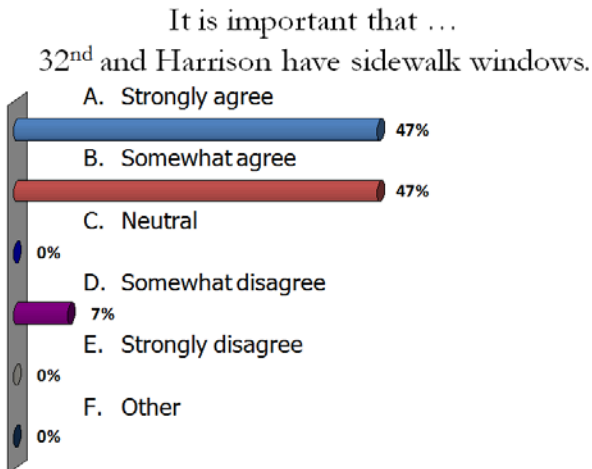 It is important that …
32nd and Harrison have sidewalk windows.
A. Strongly agree
47%
B. Somewhat agree
47%
C. Neutral
0%
D. Somewhat disagree
7%
E. Strongly disagree
0%
F. Other
0%